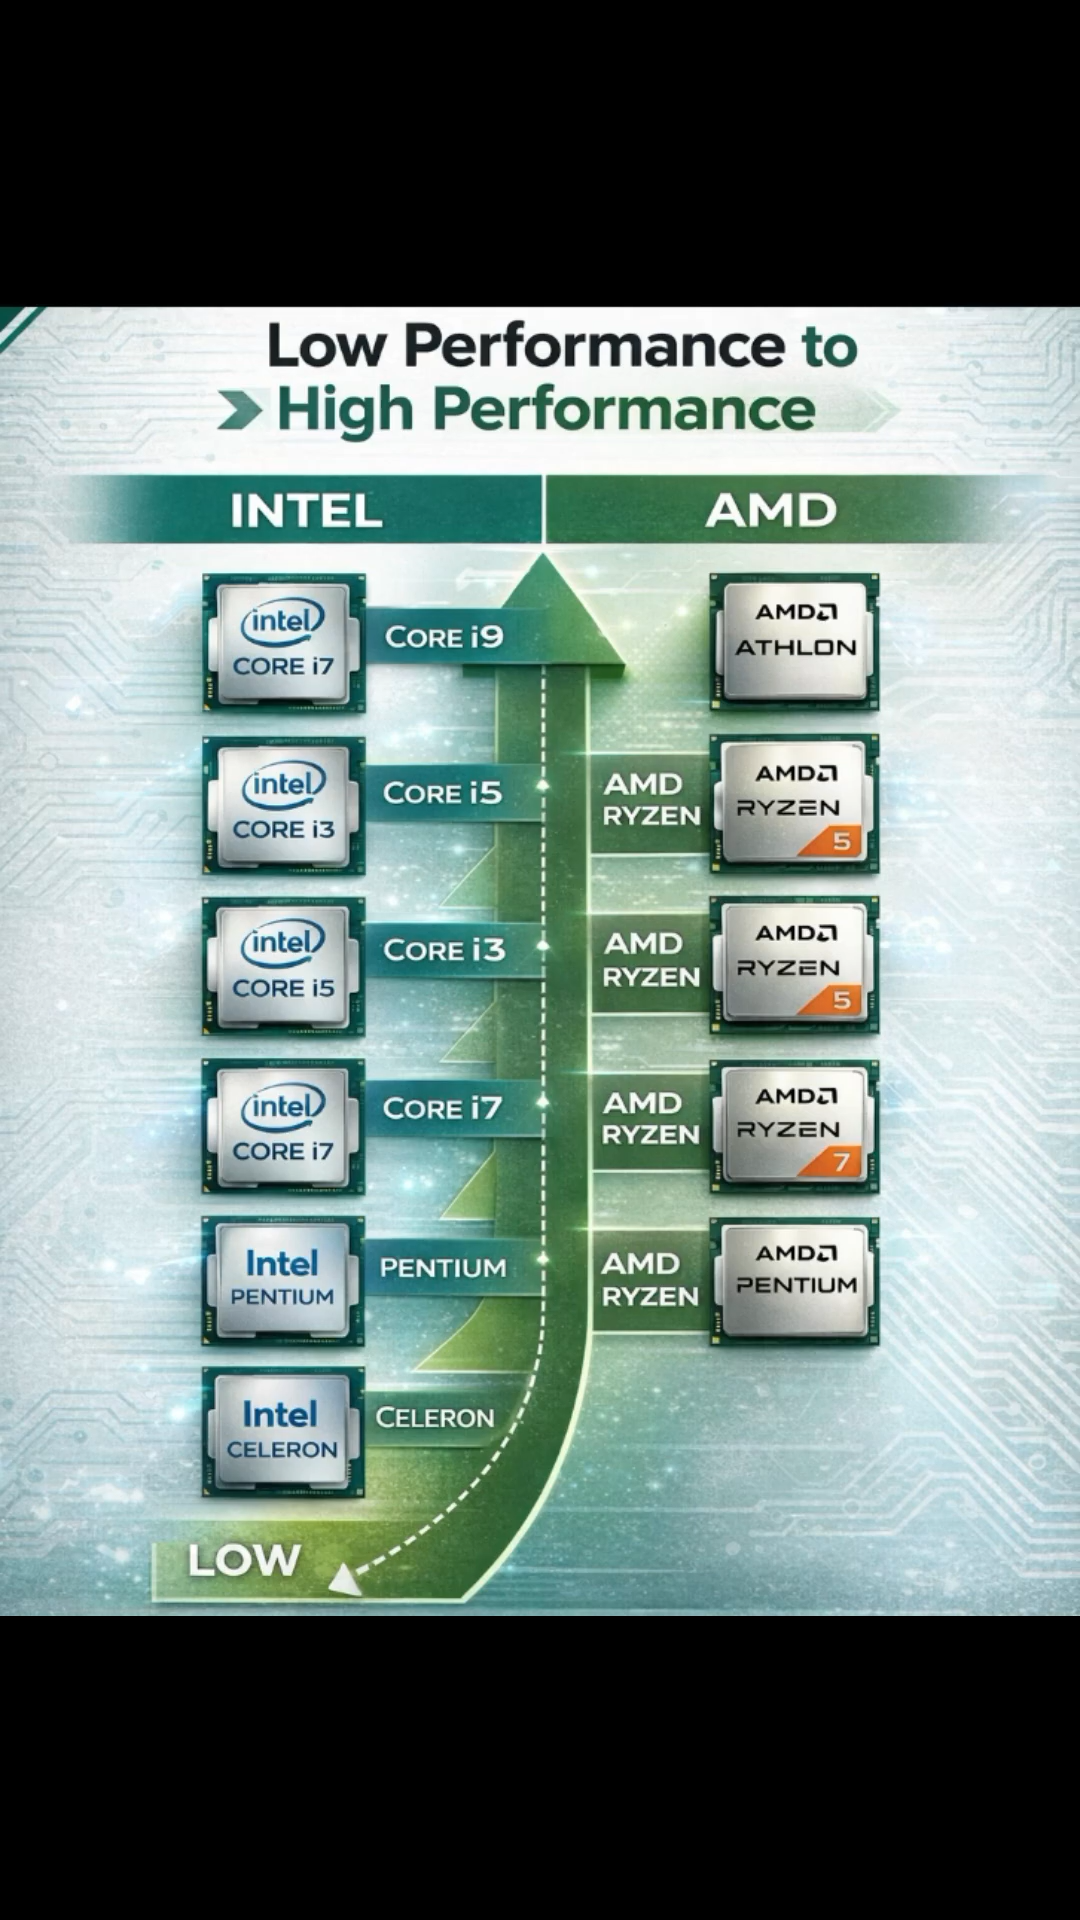 Low Performance to
High Performance
INTEL
AMD
intel
CORE i7
CORE i9
AMD
ATHLON
intel
CORE i3
CORE i5
AMD
RYZEN
AMD
RYZEN
5
intel
CORE i5
CORE i3
AMD
RYZEN
AMD
RYZEN
5
intel
CORE i7
CORE i7
AMD
RYZEN
AMD
RYZEN
7
Intel
PENTIUM
PENTIUM
AMD
RYZEN
AMD
PENTIUM
Intel
CELERON
CELERON
LOW